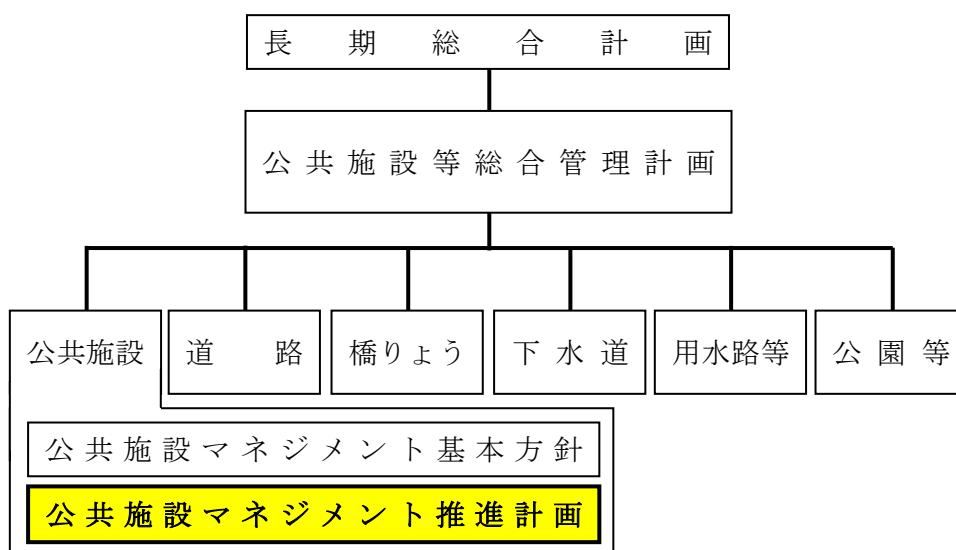 長期総合計画
公共施設等総合管理計画
公共施設
道路
橋りょう
下水道
用水路等
公園等
公共施設マネジメント基本方針
公共施設マネジメント推進計画